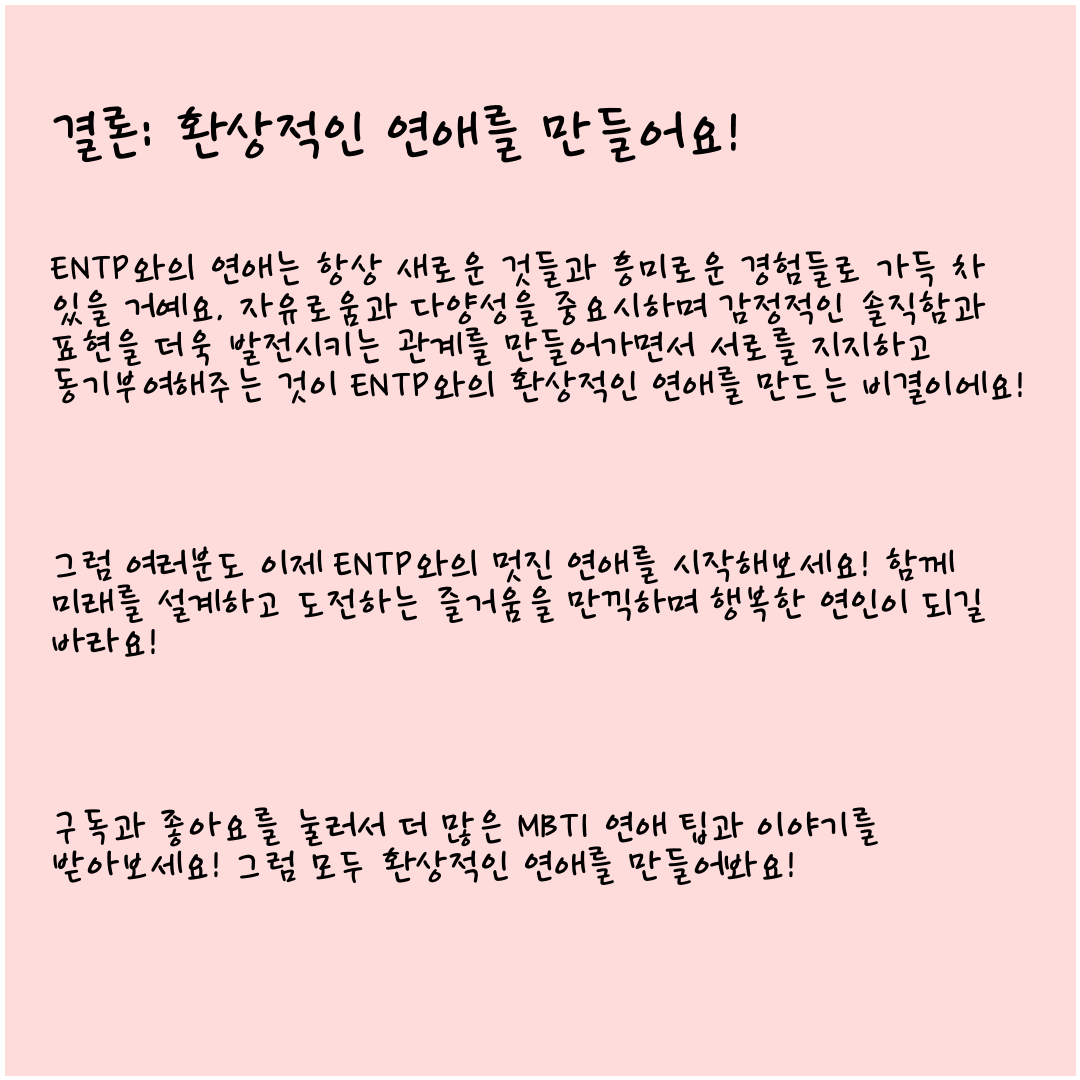 결론: 환상적인 연애를 만들어요!
ENTP와의 연애는 항상 새로운 것들과 흥미로운 경험들로 가득 차
있을 거예요. 자유로움과 다양성을 중요시하며 감정적인 솔직함과
표현을 더욱 발전시키는 관계를 만들어가면서 서로를 지지하고
동기부여해주는 것이 ENTP와의 환상적인 연애를 만드는 비결이에요!
그럼 여러분도 이제 ENTP와의 멋진 연애를 시작해보세요! 함께
미래를 설계하고 도전하는 즐거움을 만끽하며 행복한 연인이 되길
바라요!
구독과 좋아요를 눌러서 더 많은 MBTI 연애 팁과 이야기를
받아보세요! 그럼 모두 환상적인 연애를 만들어봐요!